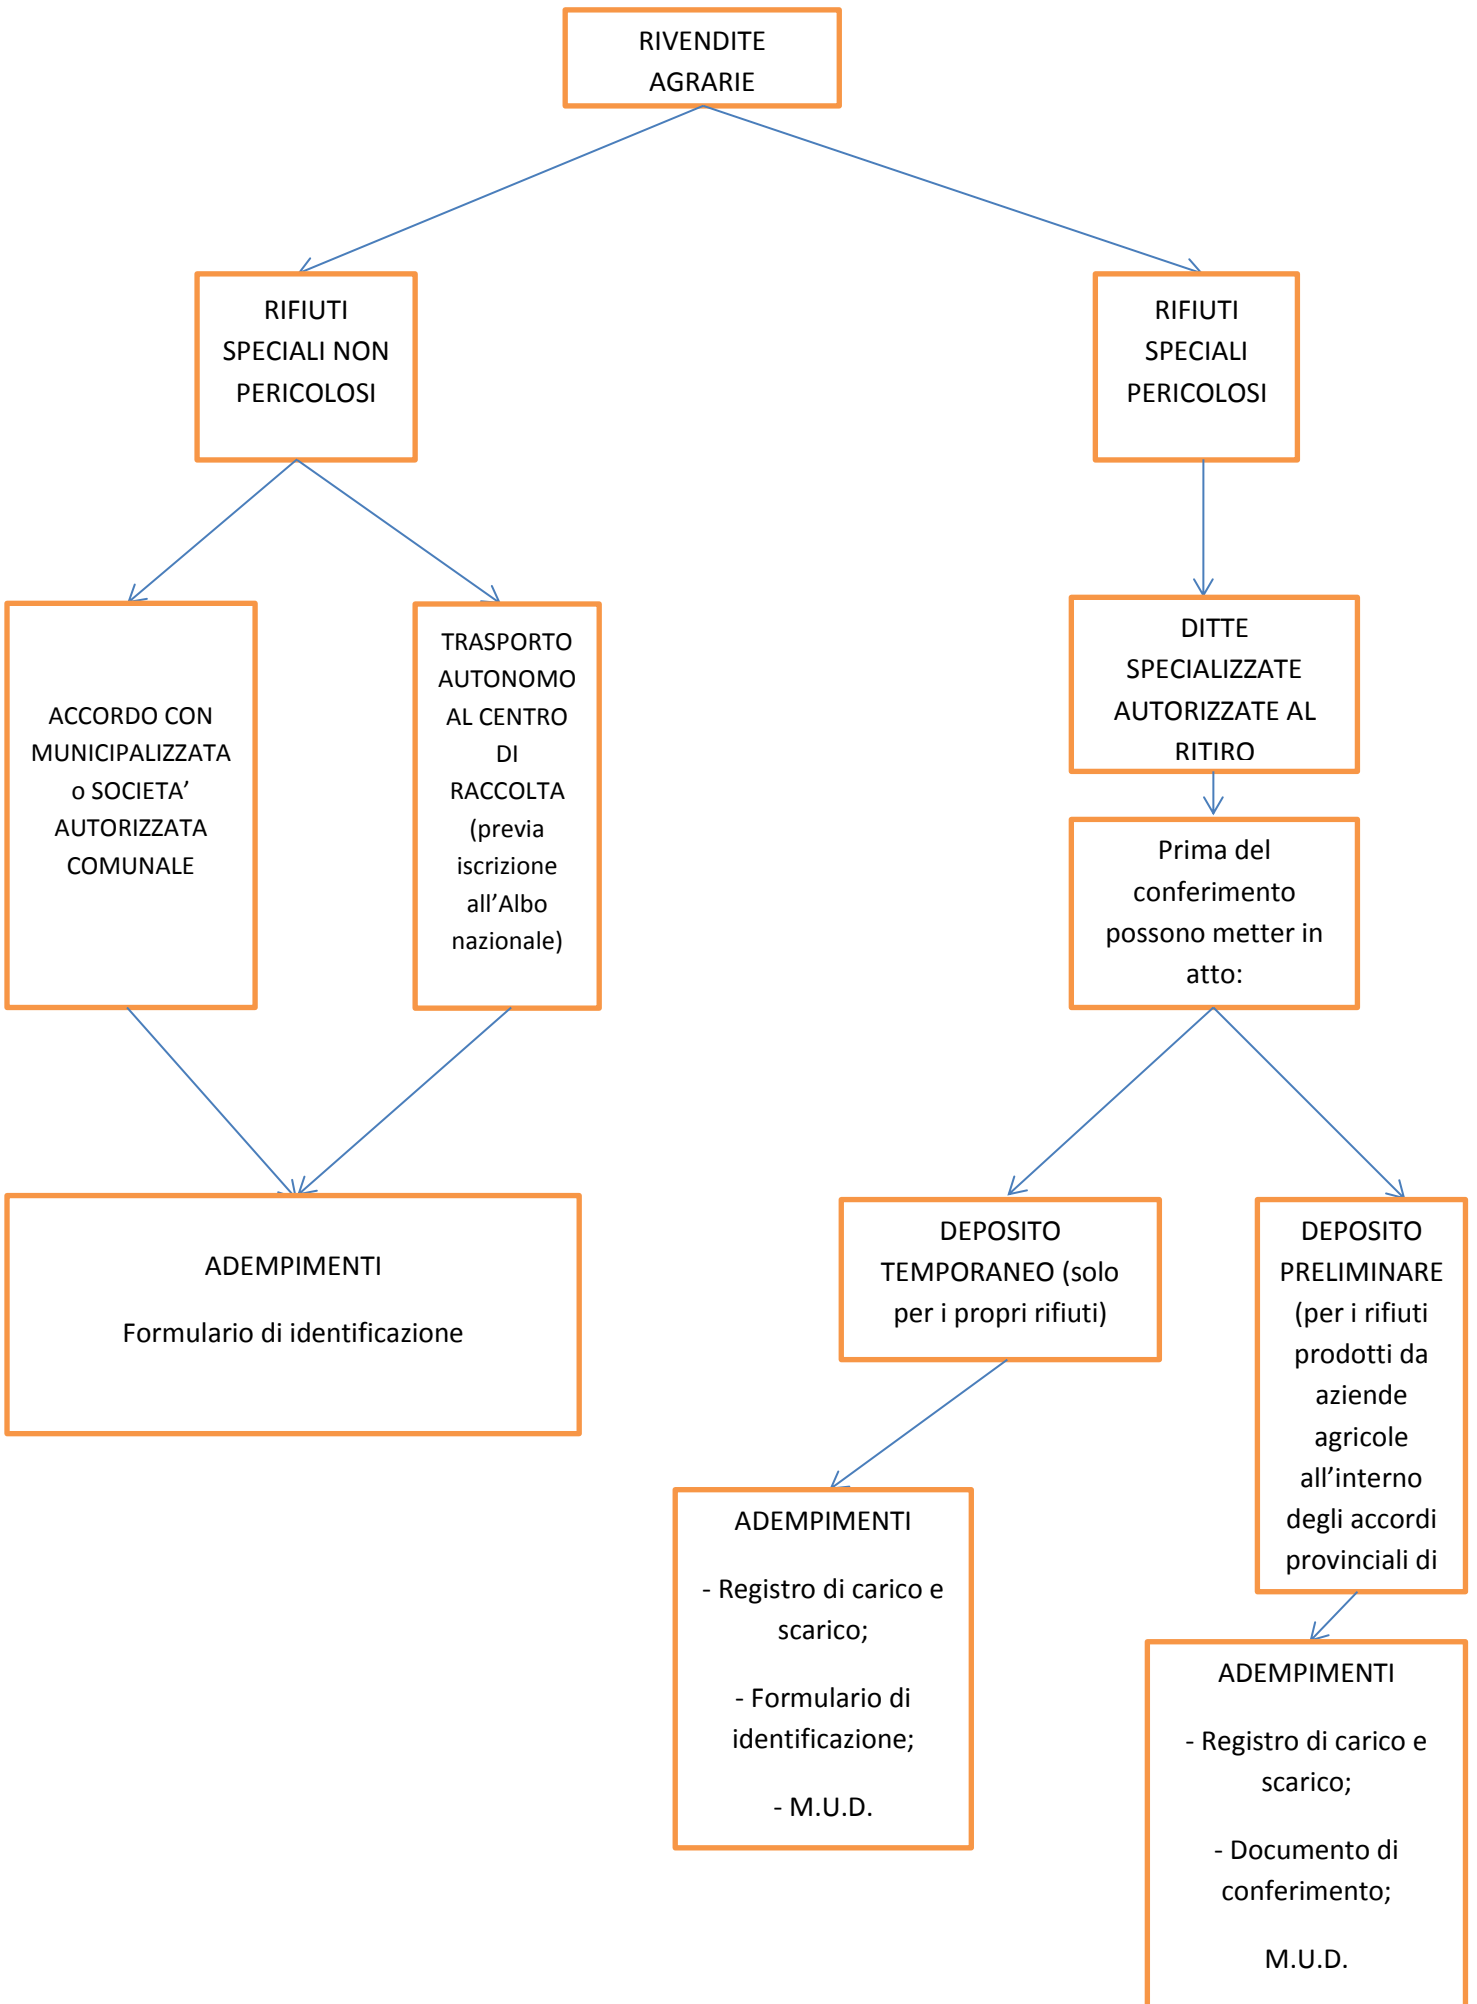 RIVENDITE
AGRARIE
RIFIUTI
SPECIALI NON
PERICOLOSI
RIFIUTI
SPECIALI
PERICOLOSI
ACCORDO CON
MUNICIPALIZZATA
o SOCIETA’
AUTORIZZATA
COMUNALE
TRASPORTO
AUTONOMO
AL CENTRO
DI
RACCOLTA
(previa
iscrizione
all’Albo
nazionale)
DITTE
SPECIALIZZATE
AUTORIZZATE AL
RITIRO
Prima del
conferimento
possono metter in
atto:
ADEMPIMENTI
Formulario di identificazione
DEPOSITO
TEMPORANEO (solo
per i propri rifiuti)
DEPOSITO
PRELIMINARE
(per i rifiuti
prodotti da
aziende
agricole
all’interno
degli accordi
provinciali di
ADEMPIMENTI
- Registro di carico e
scarico;
- Formulario di
identificazione;
- M.U.D.
ADEMPIMENTI
- Registro di carico e
scarico;
- Documento di
conferimento;
M.U.D.